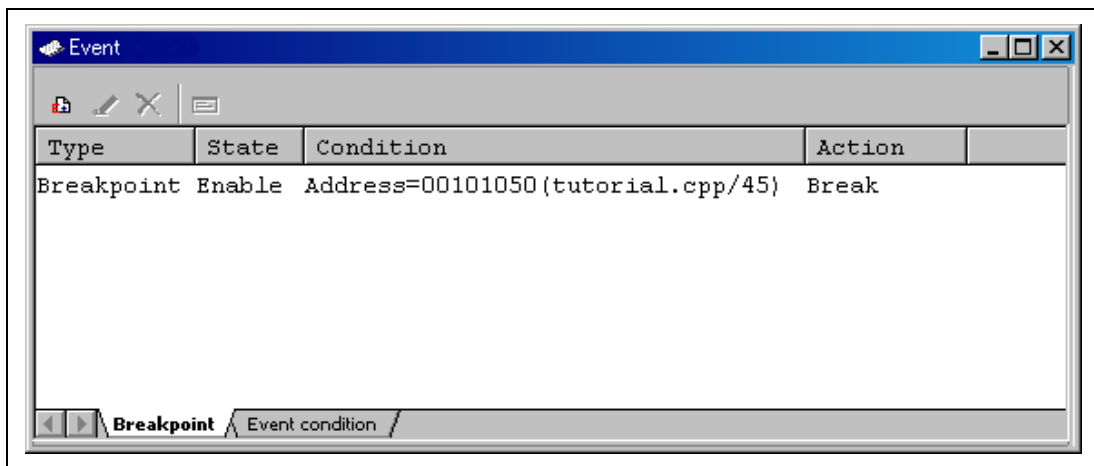 Event
Type State Condition Action
Breakpoint Enable Address=00101050(tutorial.cpp/45) Break
Breakpoint Event condition